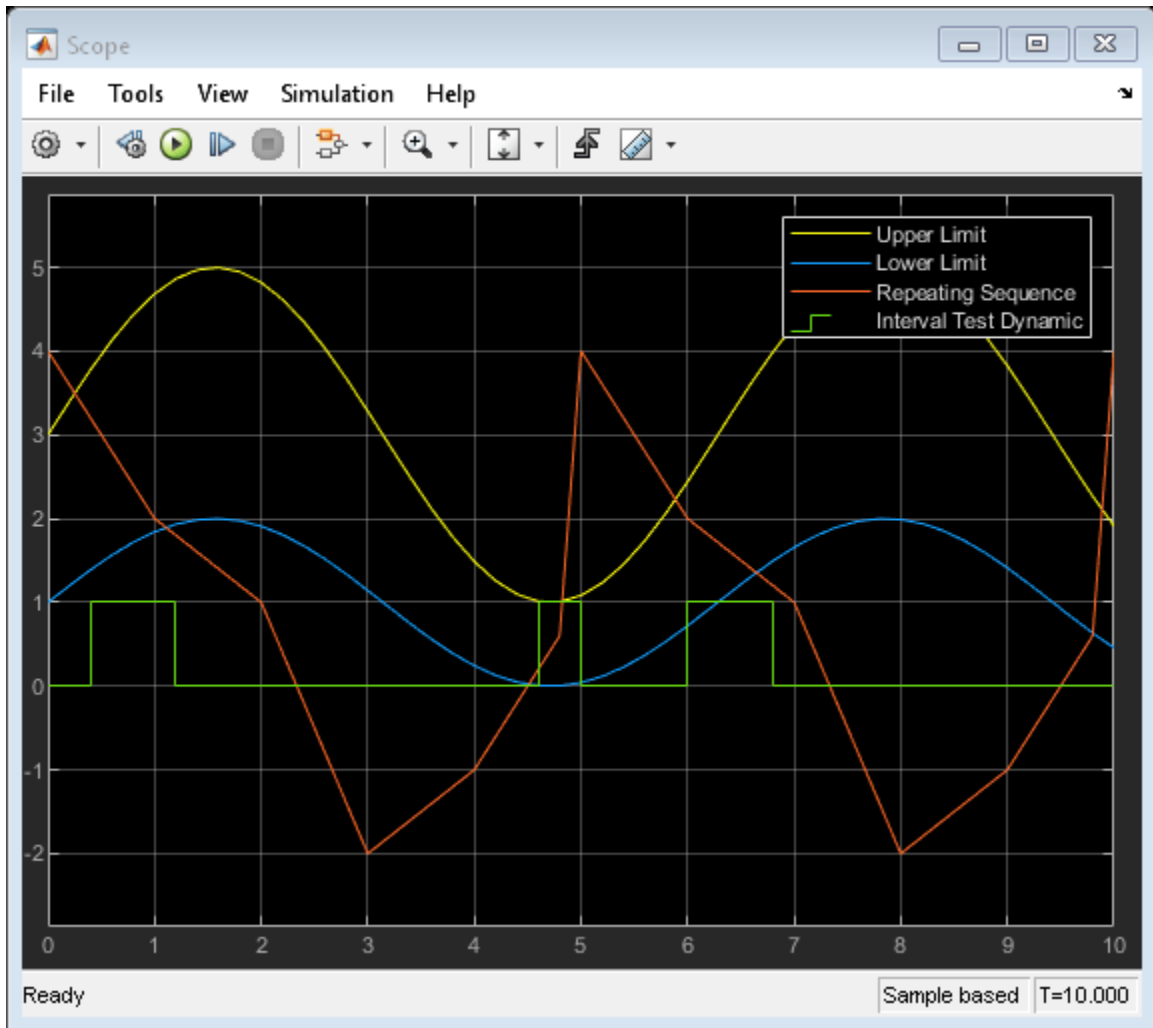 Scope
File Tools View Simulation Help
Upper Limit
Lower Limit
Repeating Sequence
Interval Test Dynamic
5
4
3
2
1
0
-1
-2
0 1 2 3 4 5 6 7 8 9 10
Ready Sample based T=10.000